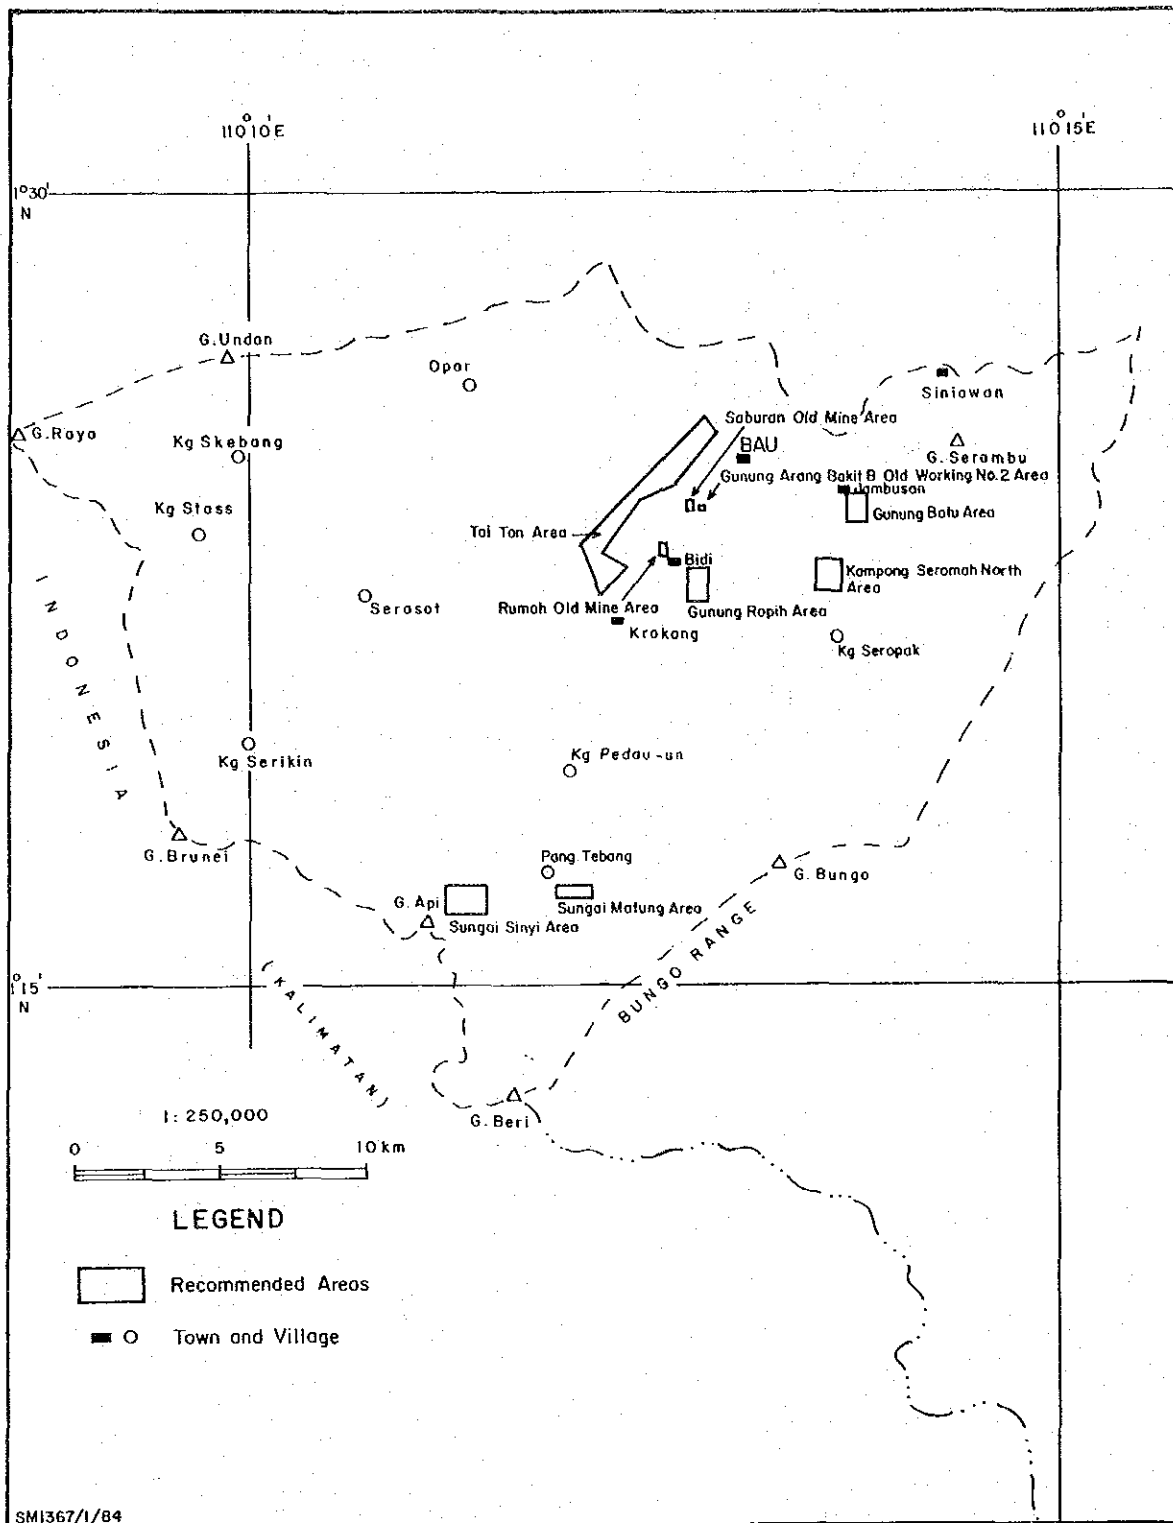 110°10'E
110°15'E
1°30'
N
G.Undan
Opar
Siniawan
Saburan Old Mine Area
G.Raya
Kg Skebang
BAU
G. Serambu
Gunung Arang Bakit B Old Working No.2 Area
Jambusan
Kg Stass
Gunung Batu Area
Tai Ton Area
Bidi
Kampong Seromah North
Area
INDONESIA
Serasot
Rumoh Old Mine Area
Gunung Ropih Area
Krokong
Kg Seropak
Kg Serikin
Kg Pedav-un
G.Brunei
Pang Tebang
G. Bungo
G. Api
Sungai Sinyi Area
Sungai Matung Area
BUNGO RANGE
1°15'
N
(KALIMATAN)
G.Beri
1: 250,000
0 5 10 km
LEGEND
Recommended Areas
Town and Village
SM1367/1/84